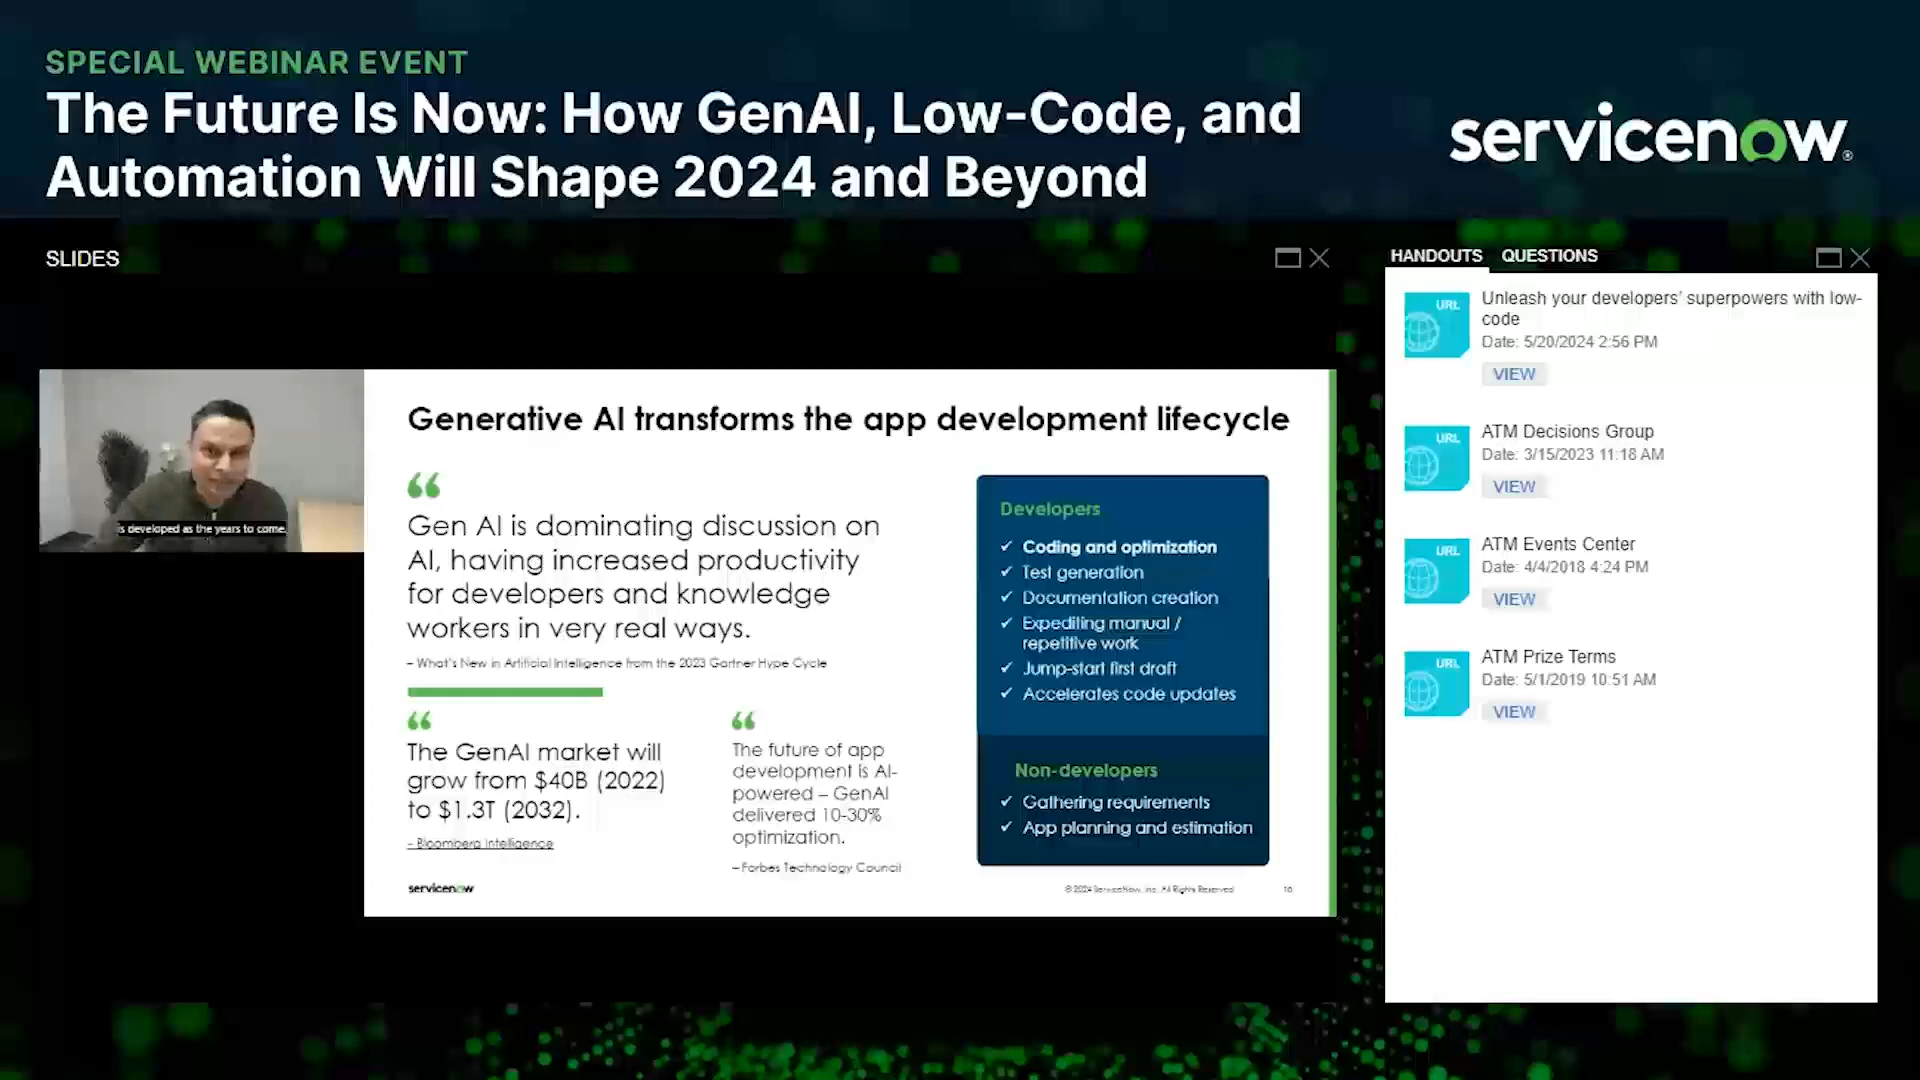 SPECIAL WEBINAR EVENT
The Future Is Now: How GenAI, Low-Code, and
Automation Will Shape 2024 and Beyond
servicenow®
SLIDES
is developed as the years to come.
Generative AI transforms the app development lifecycle
“
Gen AI is dominating discussion on
AI, having increased productivity
for developers and knowledge
workers in very real ways.
– What's New in Artificial Intelligence from the 2023 Gartner Hype Cycle
“
The GenAI market will
grow from $40B (2022)
to $1.3T (2032).
– Bloomberg Intelligence
“
The future of app
development is AI-
powered – GenAI
delivered 10-30%
optimization.
– Forbes Technology Council
Developers
✓ Coding and optimization
✓ Test generation
✓ Documentation creation
✓ Expediting manual /
repetitive work
✓ Jump-start first draft
✓ Accelerates code updates
Non-developers
✓ Gathering requirements
✓ App planning and estimation
servicenow
© 2024 ServiceNow, Inc. All Rights Reserved
HANDOUTS QUESTIONS
URL
Unleash your developers' superpowers with low-
code
Date: 5/20/2024 2:56 PM
VIEW
URL
ATM Decisions Group
Date: 3/15/2023 11:18 AM
VIEW
URL
ATM Events Center
Date: 4/4/2018 4:24 PM
VIEW
URL
ATM Prize Terms
Date: 5/1/2019 10:51 AM
VIEW